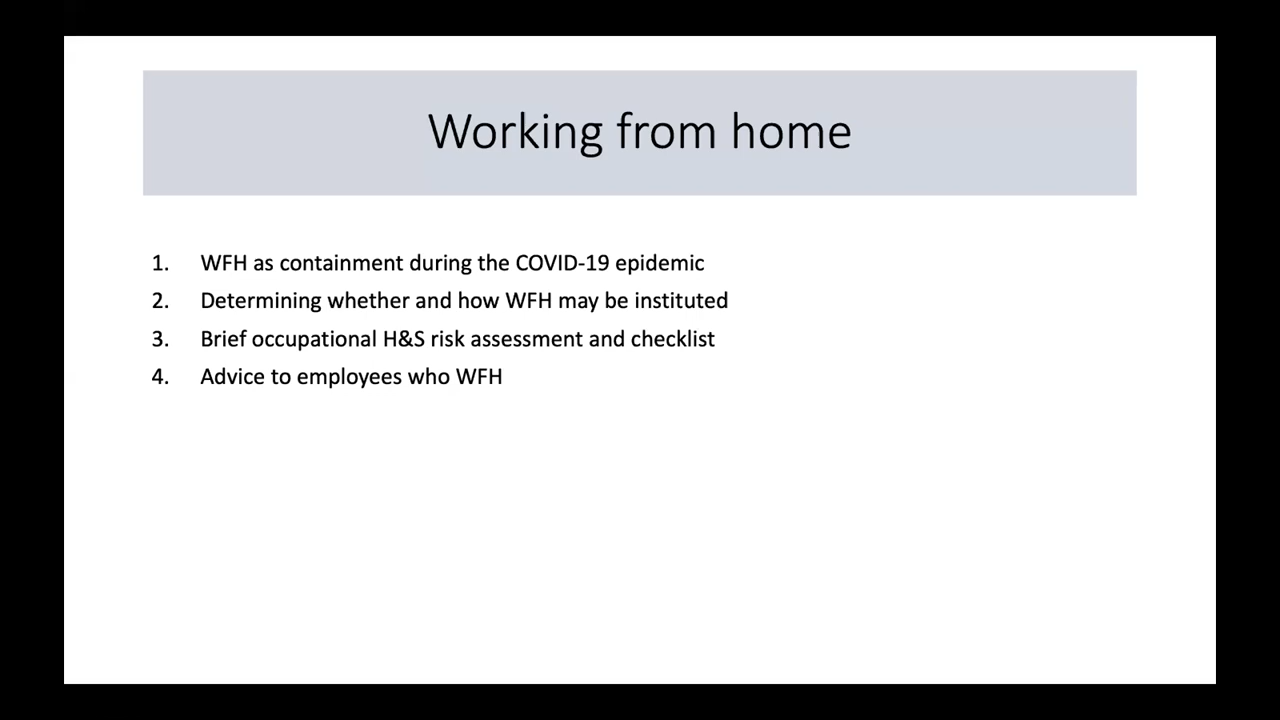 Working from home
1. WFH as containment during the COVID-19 epidemic
2. Determining whether and how WFH may be instituted
3. Brief occupational H&S risk assessment and checklist
4. Advice to employees who WFH